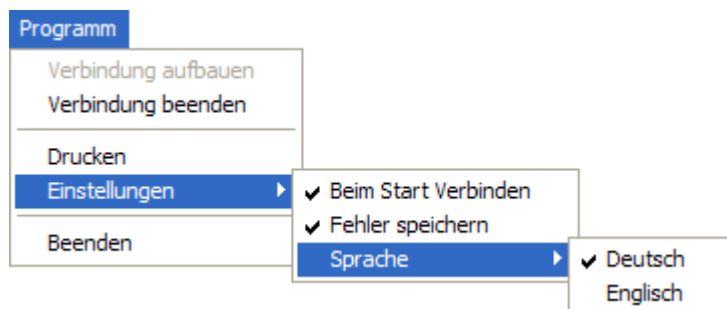 Programm
Verbindung aufbauen
Verbindung beenden
Drucken
Einstellungen
Beenden
Beim Start Verbinden
Fehler speichern
Sprache
Deutsch
Englisch